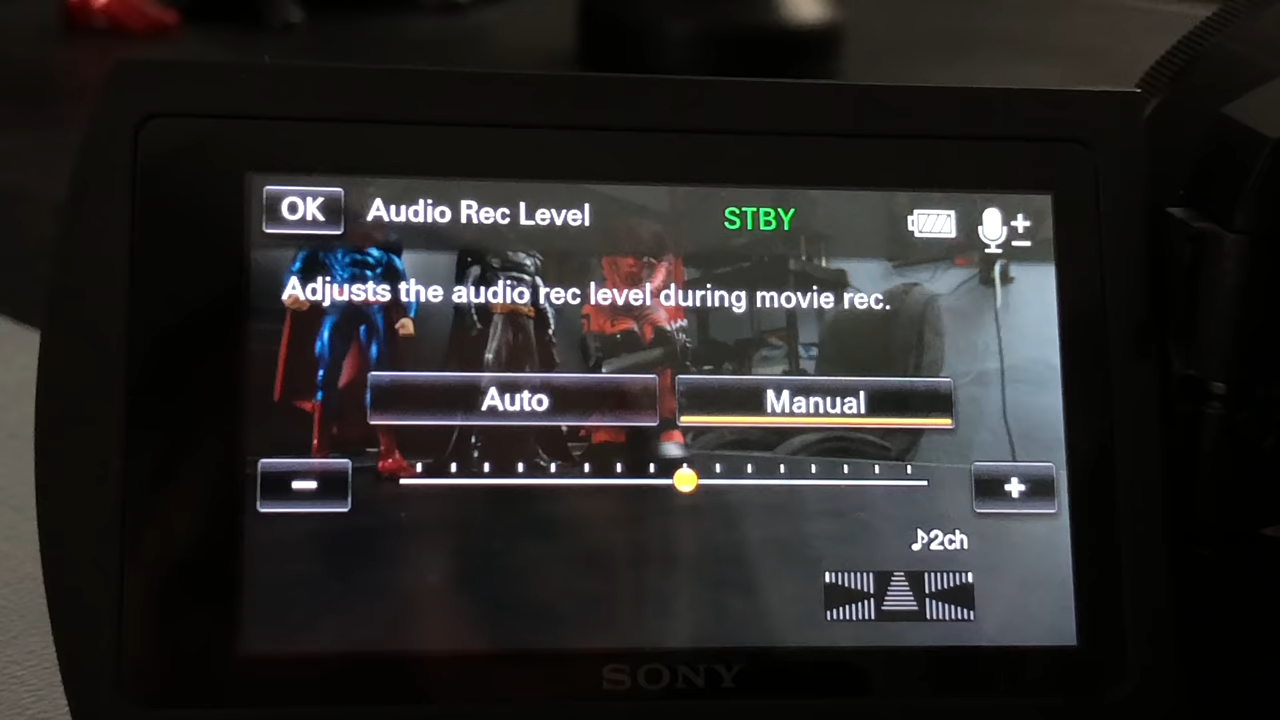 OK Audio Rec Level STBY
Adjusts the audio rec level during movie rec.
Auto Manual
- +
♪2ch
SONY